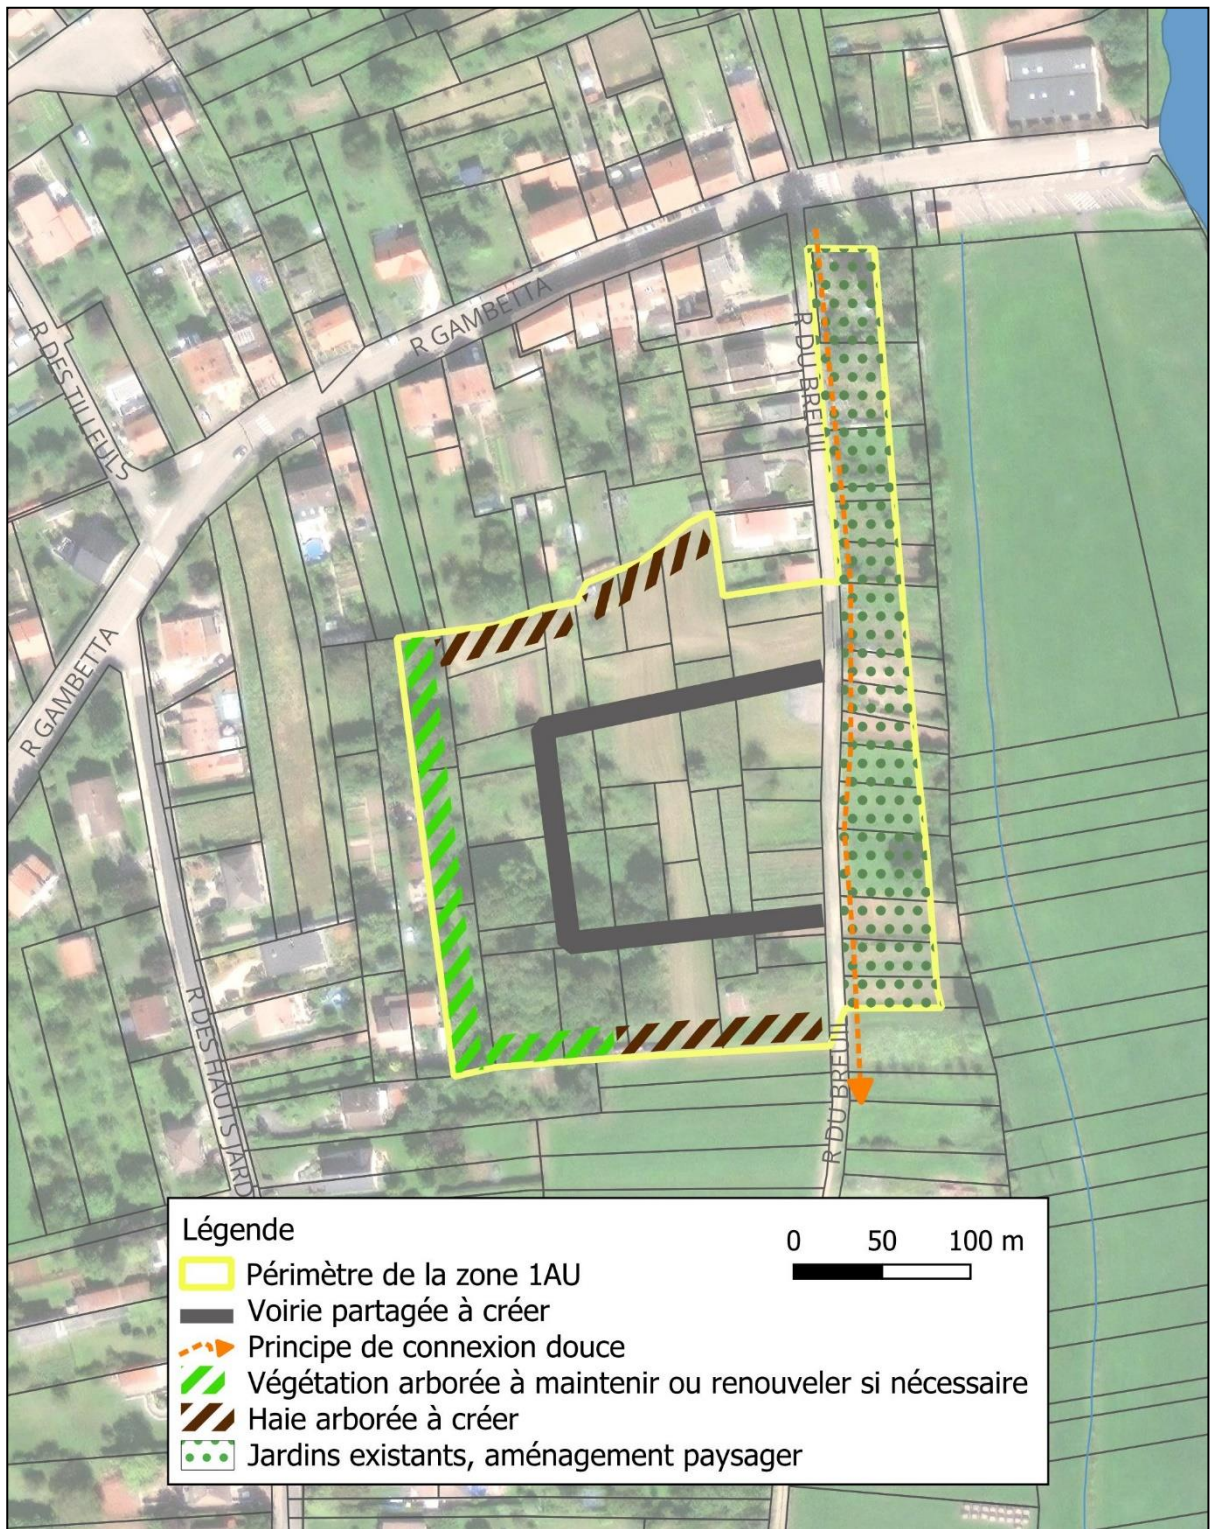 R GAMBETTA
R DES TILLEULS
R DU BREUIL
R GAMBETTA
R DES HAUTS JARD
R DU BREUIL
Légende
0 50 100 m
Périmètre de la zone 1AU
Voirie partagée à créer
Principe de connexion douce
Végétation arborée à maintenir ou renouveler si nécessaire
Haie arborée à créer
Jardins existants, aménagement paysager